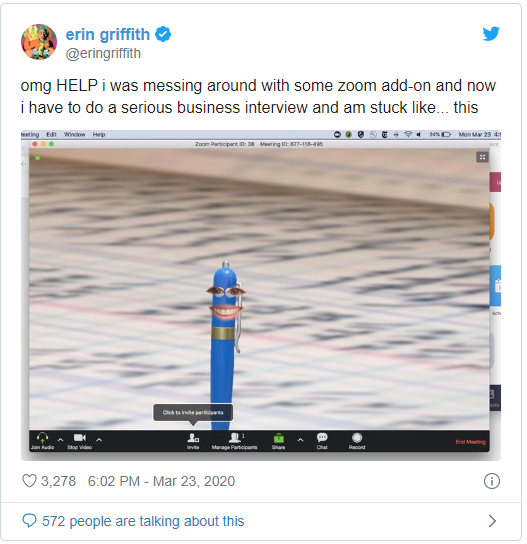 erin griffith
@eringriffith
omg HELP i was messing around with some zoom add-on and now
i have to do a serious business interview and am stuck like... this
Meeting Edit Window Help
34% Mon Mar 23
Zoom Participant ID: 38 Meeting ID: 877-118-495
Click to invite participants
1
Join Audio Stop Video Invite Manage Participants Share Chat Record End Meeting
3,278 6:02 PM - Mar 23, 2020
572 people are talking about this